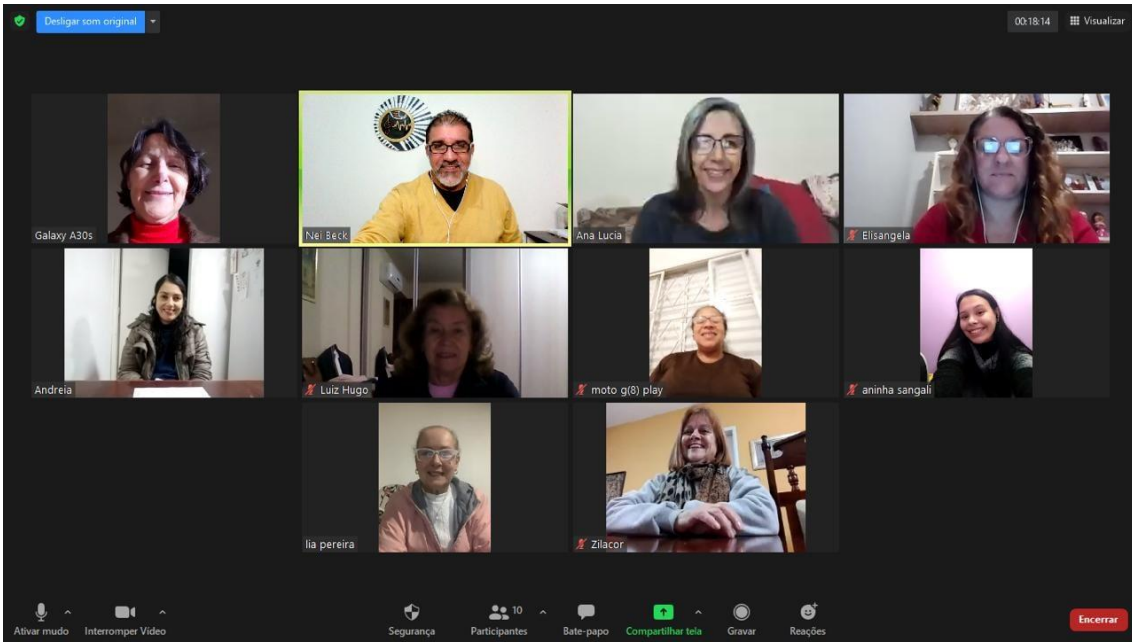 Desligar som original
00:18:14
Visualizar
Galaxy A30s
Nei Beck
Ana Lucia
Elisangela
Andreia
Luiz Hugo
moto g(8) play
aninha sangali
lia pereira
Zilacor
Ativar mudo
Interromper Vídeo
Segurança
10
Participantes
Bate-papo
Compartilhar tela
Gravar
Reações
Encerrar